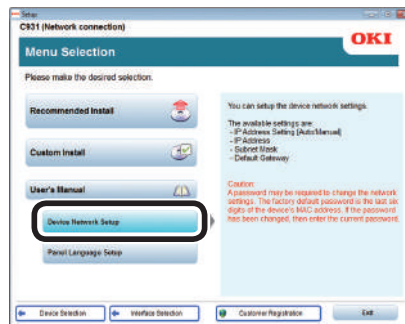 Setup
C931 (Network connection)
OKI
Menu Selection
Please make the desired selection.
Recommended Install
Custom Install
User's Manual
Device Network Setup
Panel Language Setup
You can setup the device network settings.
The available settings are:
- IP Address Setting [Auto/Manual]
- IP Address
- Subnet Mask
- Default Gateway
Caution:
A password may be required to change the network
settings. The factory default password is the last six
digits of the device's MAC address. If the password
has been changed, then enter the current password.
Device Selection
Interface Selection
Customer Registration
Exit